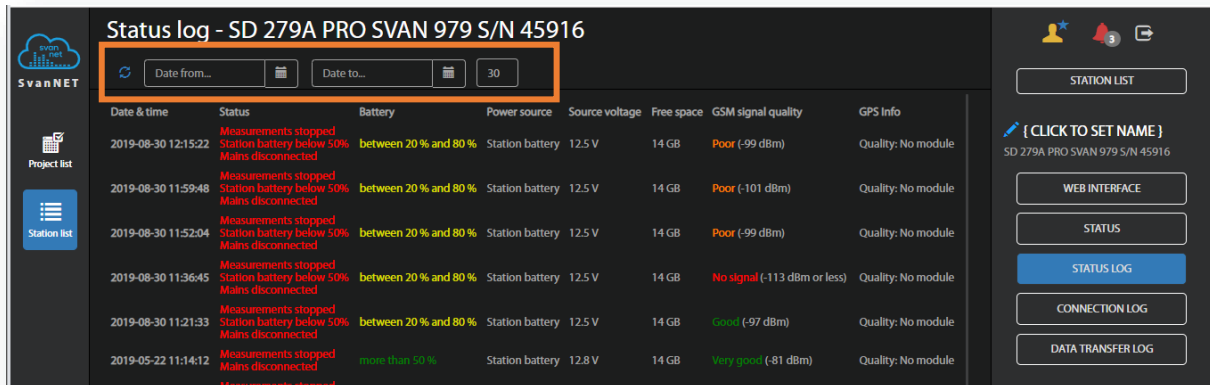 svan
net
SvanNET
Project list
Station list
Status log - SD 279A PRO SVAN 979 S/N 45916
Date from... Date to... 30
Date & time Status Battery Power source Source voltage Free space GSM signal quality GPS Info
Measurements stopped
2019-08-30 12:15:22 Station battery below 50% between 20 % and 80 % Station battery 12.5 V 14 GB Poor (-99 dBm) Quality: No module
Mains disconnected
Measurements stopped
2019-08-30 11:59:48 Station battery below 50% between 20 % and 80 % Station battery 12.5 V 14 GB Poor (-101 dBm) Quality: No module
Mains disconnected
Measurements stopped
2019-08-30 11:52:04 Station battery below 50% between 20 % and 80 % Station battery 12.5 V 14 GB Poor (-99 dBm) Quality: No module
Mains disconnected
Measurements stopped
2019-08-30 11:36:45 Station battery below 50% between 20 % and 80 % Station battery 12.5 V 14 GB No signal (-113 dBm or less) Quality: No module
Mains disconnected
Measurements stopped
2019-08-30 11:21:33 Station battery below 50% between 20 % and 80 % Station battery 12.5 V 14 GB Good (-97 dBm) Quality: No module
Mains disconnected
Measurements stopped
2019-05-22 11:14:12 more than 50 % Station battery 12.8 V 14 GB Very good (-81 dBm) Quality: No module
Mains disconnected
3
STATION LIST
{ CLICK TO SET NAME }
SD 279A PRO SVAN 979 S/N 45916
WEB INTERFACE
STATUS
STATUS LOG
CONNECTION LOG
DATA TRANSFER LOG